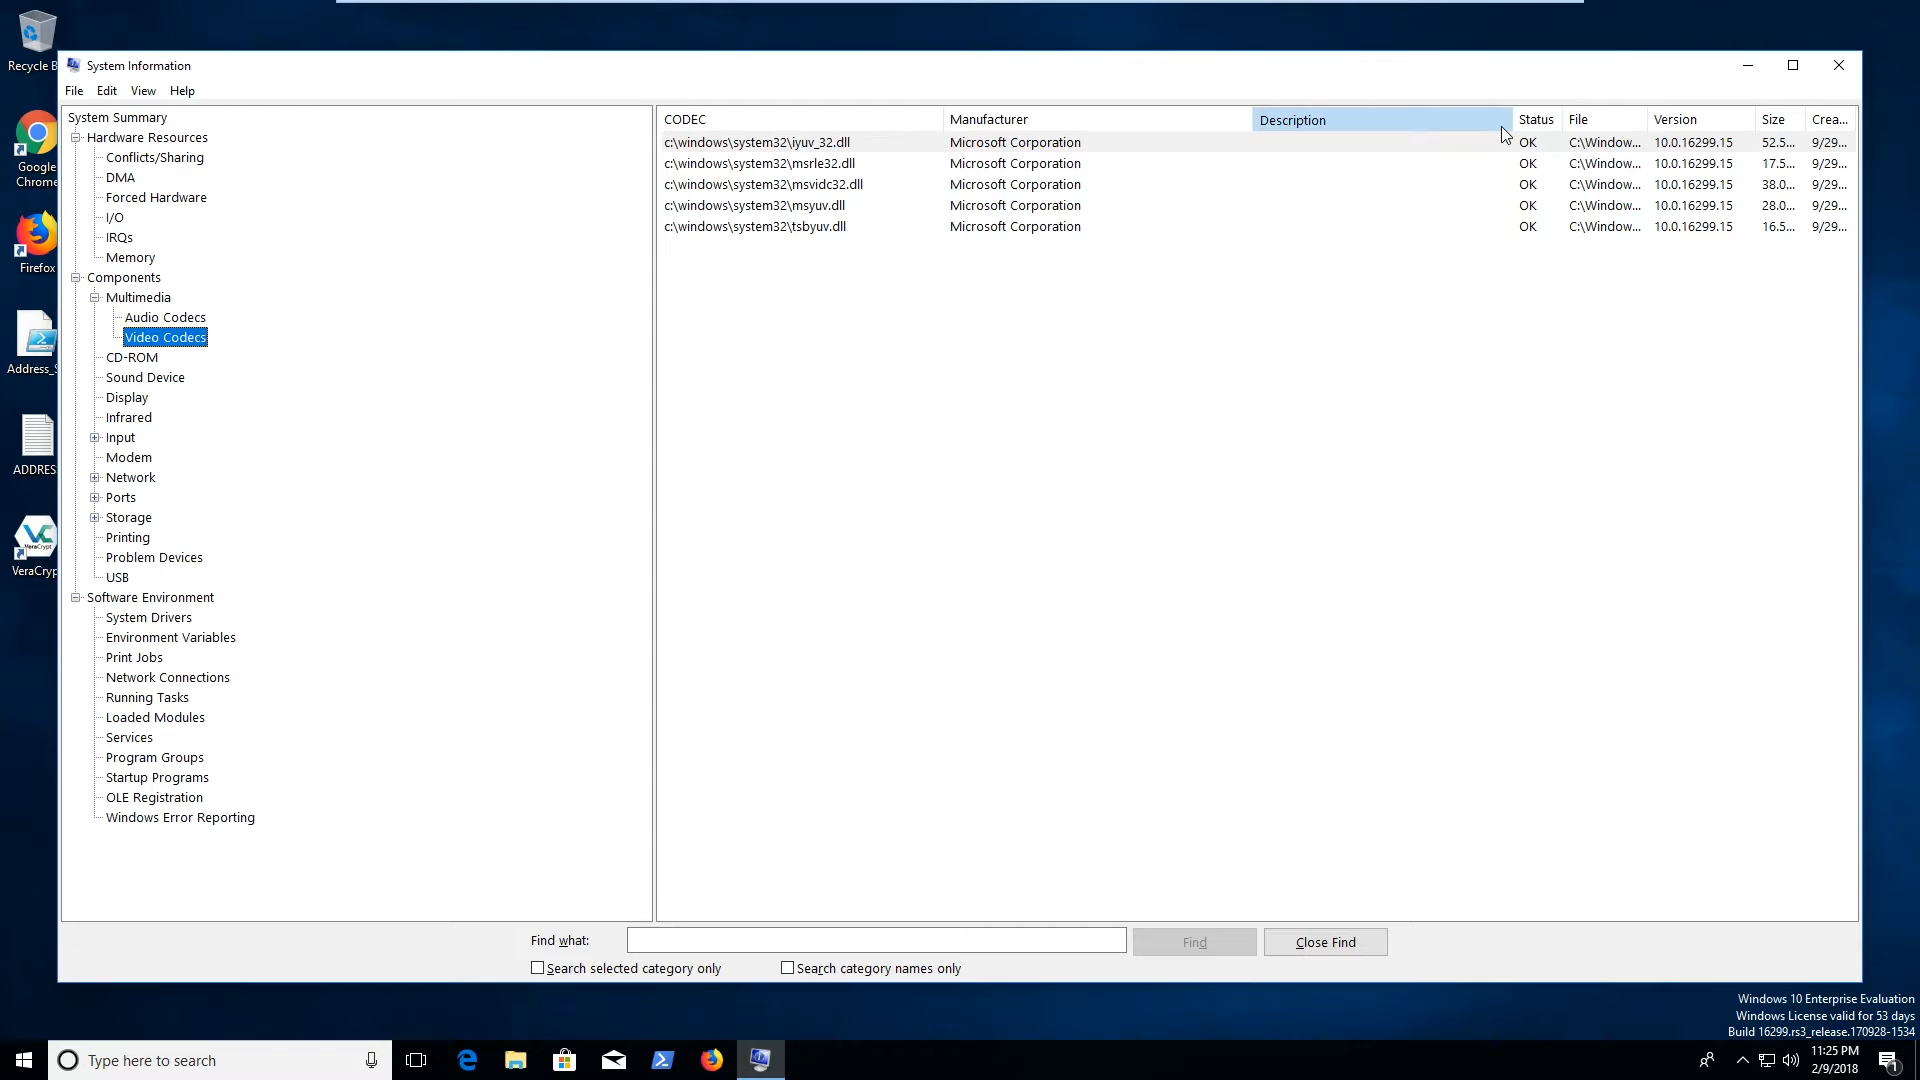 Recycle B
Google
Chrome
Firefox
Address_S
ADDRES
VeraCryp
System Information
File Edit View Help
System Summary
Hardware Resources
Conflicts/Sharing
DMA
Forced Hardware
I/O
IRQs
Memory
Components
Multimedia
Audio Codecs
Video Codecs
CD-ROM
Sound Device
Display
Infrared
Input
Modem
Network
Ports
Storage
Printing
Problem Devices
USB
Software Environment
System Drivers
Environment Variables
Print Jobs
Network Connections
Running Tasks
Loaded Modules
Services
Program Groups
Startup Programs
OLE Registration
Windows Error Reporting
CODEC Manufacturer Description Status File Version Size Crea...
c:\windows\system32\iyuv_32.dll Microsoft Corporation OK C:\Window... 10.0.16299.15 52.5... 9/29...
c:\windows\system32\msrle32.dll Microsoft Corporation OK C:\Window... 10.0.16299.15 17.5... 9/29...
c:\windows\system32\msvidc32.dll Microsoft Corporation OK C:\Window... 10.0.16299.15 38.0... 9/29...
c:\windows\system32\msyuv.dll Microsoft Corporation OK C:\Window... 10.0.16299.15 28.0... 9/29...
c:\windows\system32\tsbyuv.dll Microsoft Corporation OK C:\Window... 10.0.16299.15 16.5... 9/29...
Find what: Find Close Find
Search selected category only Search category names only
Windows 10 Enterprise Evaluation
Windows License valid for 53 days
Build 16299.rs3_release.170928-1534
Type here to search
11:25 PM
2/9/2018
1